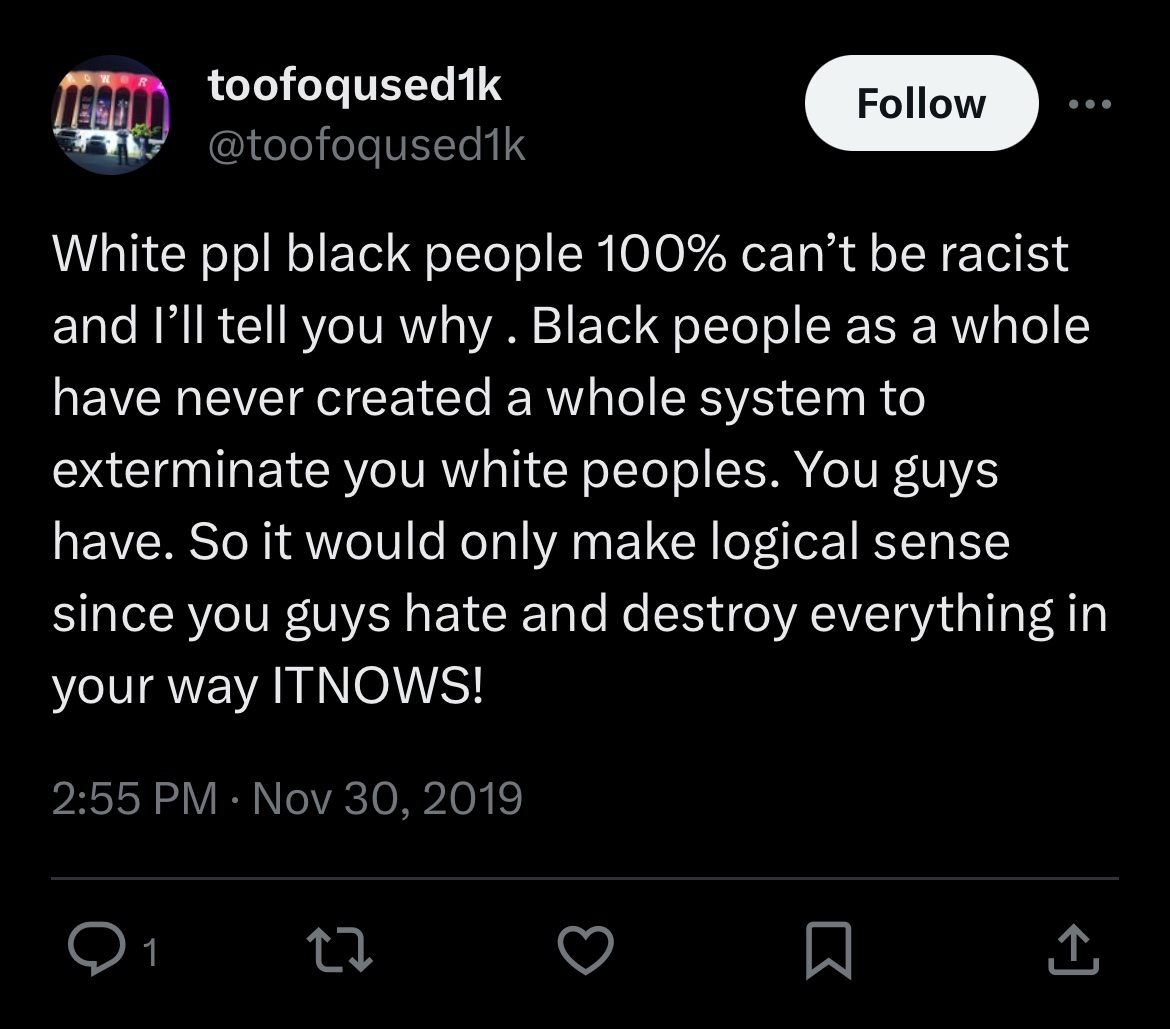 toofoqused1k
@toofoqused1k
Follow
White ppl black people 100% can’t be racist
and I’ll tell you why . Black people as a whole
have never created a whole system to
exterminate you white peoples. You guys
have. So it would only make logical sense
since you guys hate and destroy everything in
your way ITNOWS!
2:55 PM · Nov 30, 2019
1